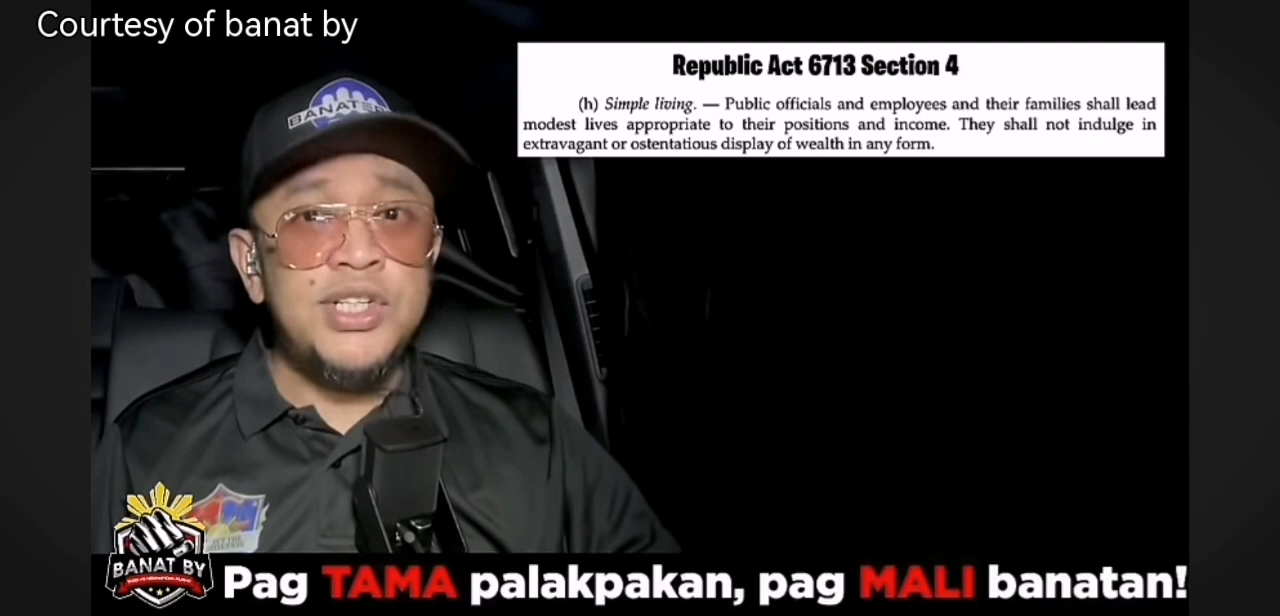 Courtesy of banat by
Republic Act 6713 Section 4
(h) Simple living. — Public officials and employees and their families shall lead
modest lives appropriate to their positions and income. They shall not indulge in
extravagant or ostentatious display of wealth in any form.
BANATER
BANAT BY
Pag TAMA palakpakan, pag MALI banatan!